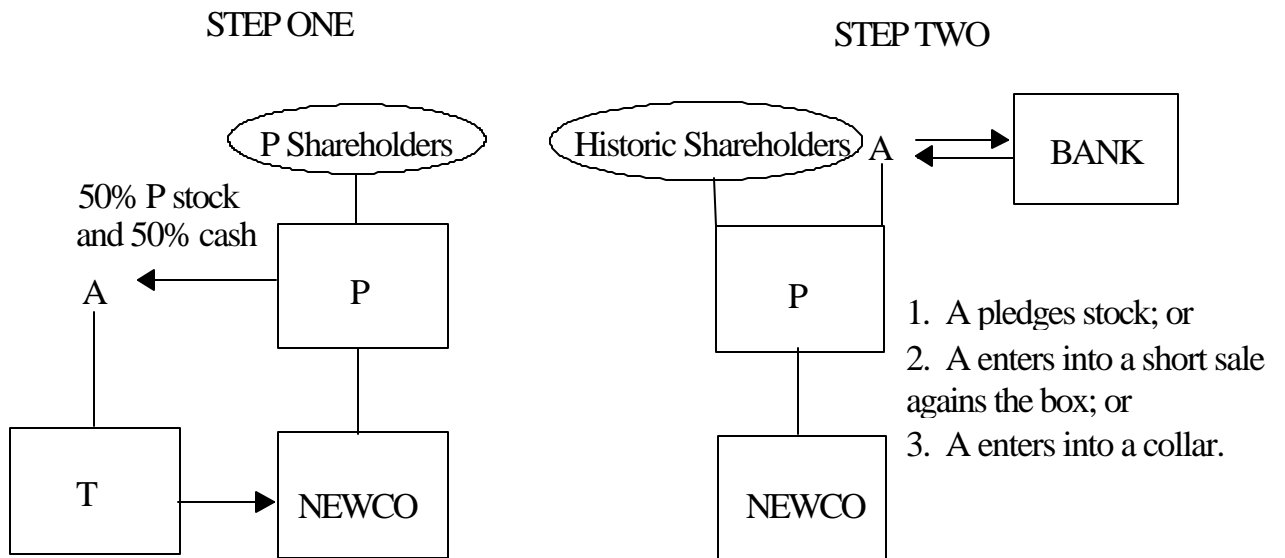 STEP ONE
P Shareholders
50% P stock
and 50% cash
A
P
T
NEWCO
STEP TWO
Historic Shareholders
A
BANK
P
1. A pledges stock; or
2. A enters into a short sale
agains the box; or
3. A enters into a collar.
NEWCO